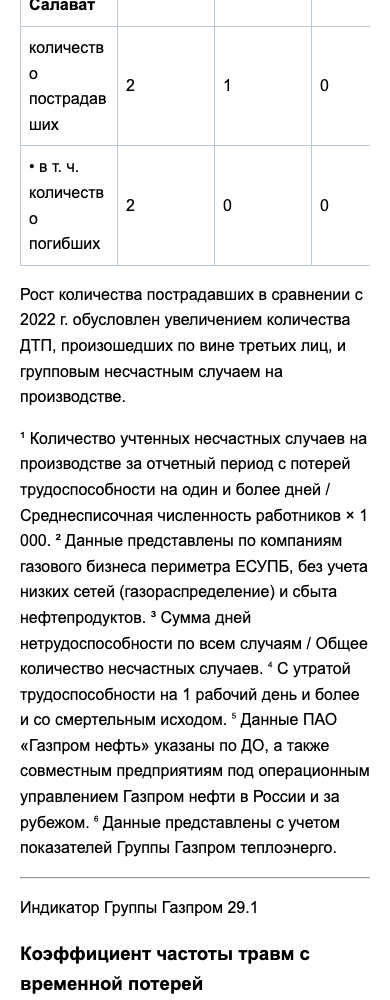 Салават
количеств
о
пострадав
ших
2
1
0
• в т. ч.
количеств
о
погибших
2
0
0
Рост количества пострадавших в сравнении с
2022 г. обусловлен увеличением количества
ДТП, произошедших по вине третьих лиц, и
групповым несчастным случаем на
производстве.
¹ Количество учтенных несчастных случаев на
производстве за отчетный период с потерей
трудоспособности на один и более дней /
Среднесписочная численность работников × 1
000. ² Данные представлены по компаниям
газового бизнеса периметра ЕСУПБ, без учета
низких сетей (газораспределение) и сбыта
нефтепродуктов. ³ Сумма дней
нетрудоспособности по всем случаям / Общее
количество несчастных случаев. ⁴ С утратой
трудоспособности на 1 рабочий день и более
и со смертельным исходом. ⁵ Данные ПАО
«Газпром нефть» указаны по ДО, а также
совместным предприятиям под операционным
управлением Газпром нефти в России и за
рубежом. ⁶ Данные представлены с учетом
показателей Группы Газпром теплоэнерго.
Индикатор Группы Газпром 29.1
Коэффициент частоты травм с
временной потерей